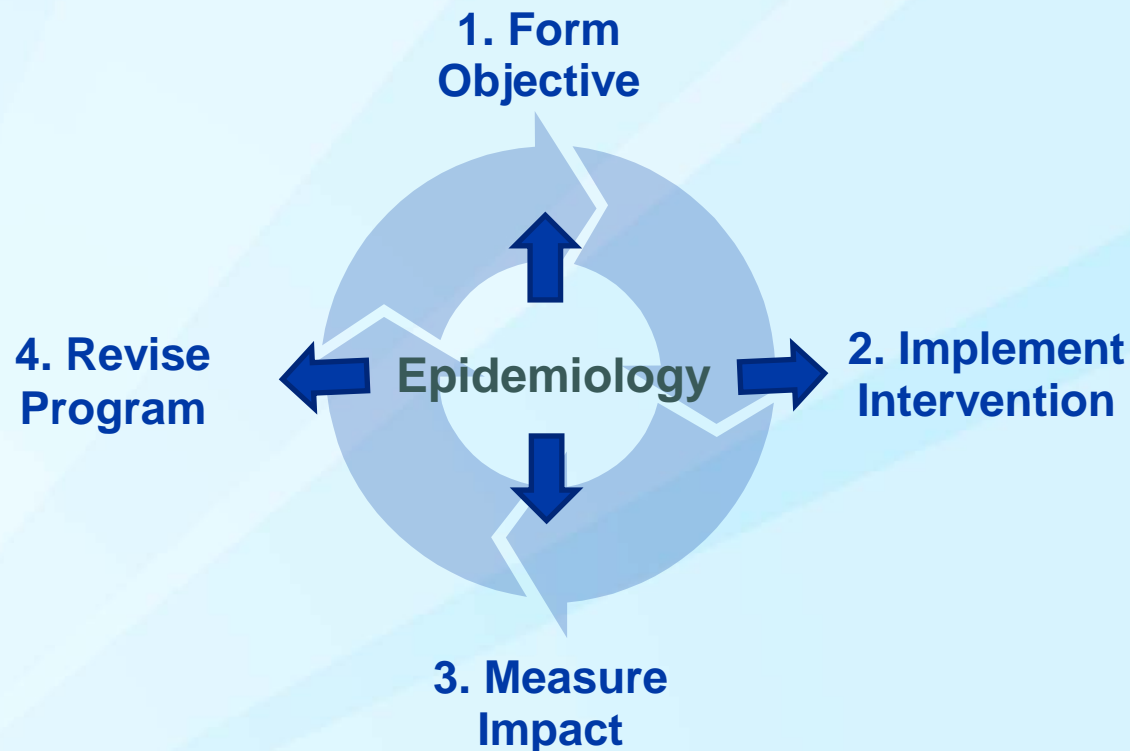 1. Form
Objective
2. Implement
Intervention
3. Measure
Impact
4. Revise
Program
Epidemiology